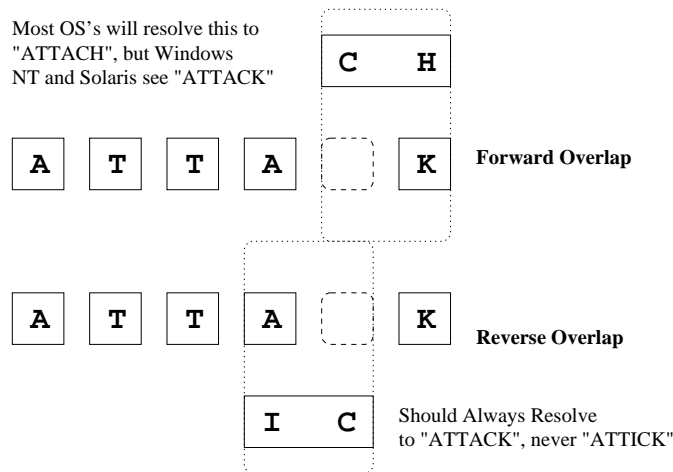 Most OS's will resolve this to
"ATTACH", but Windows
NT and Solaris see "ATTACK"
C H
A T T A K
Forward Overlap
A T T A K
Reverse Overlap
I C
Should Always Resolve
to "ATTACK", never "ATTICK"